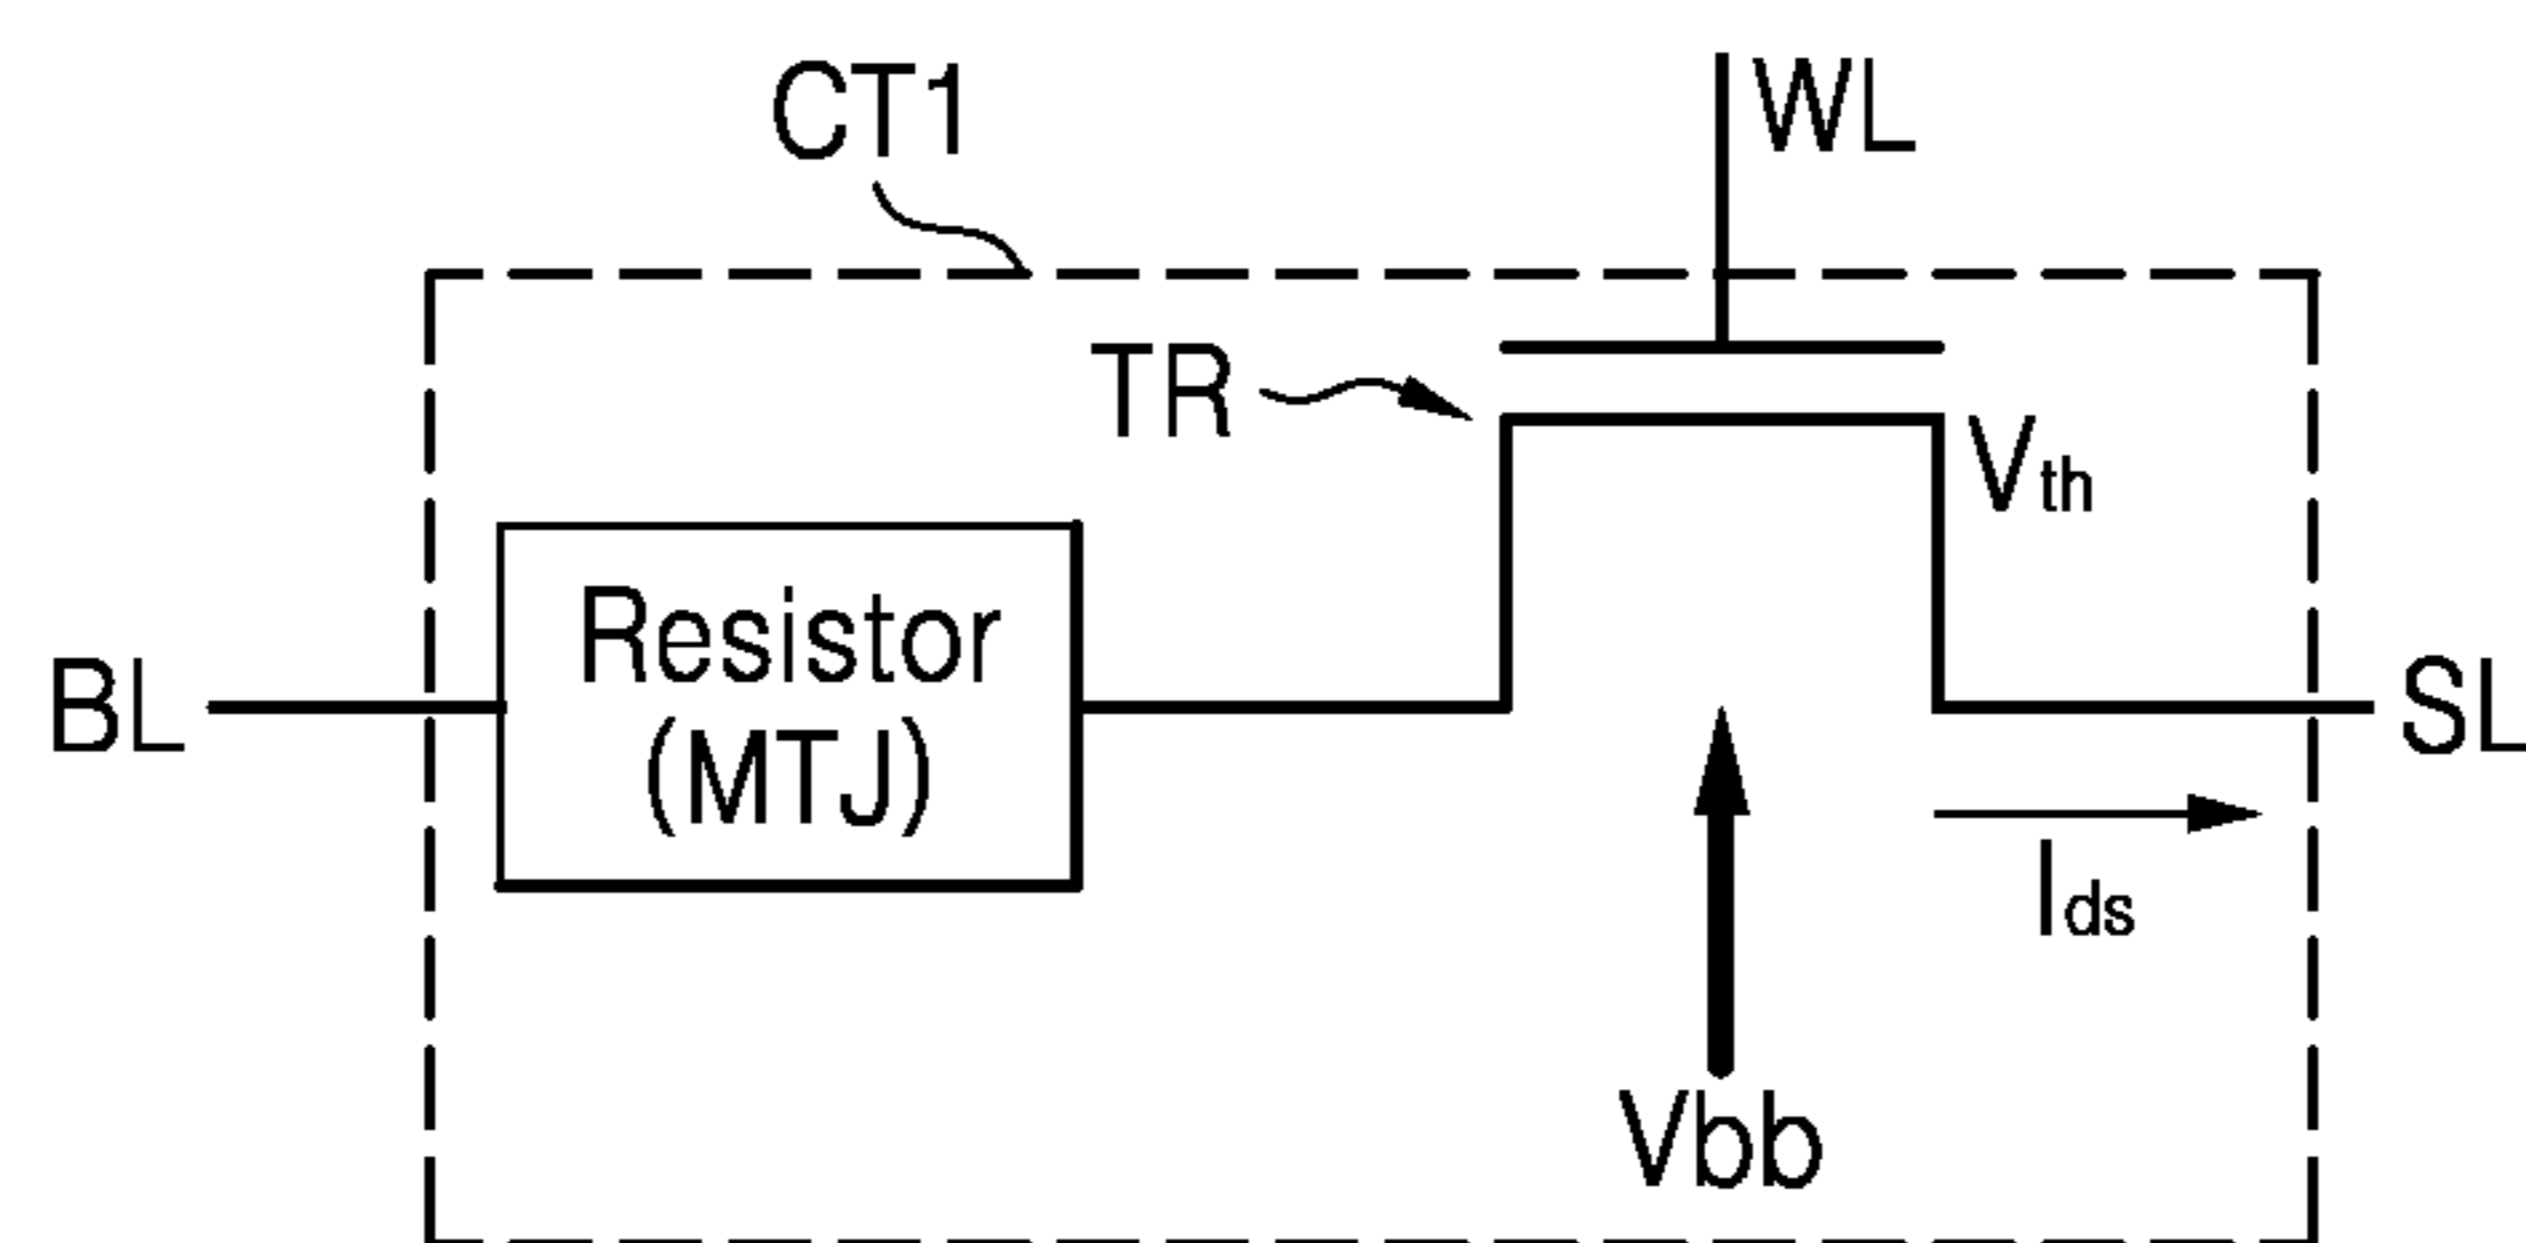 CT1
WL
TR
Vth
Resistor
(MTJ)
BL
SL
Ids
Vbb